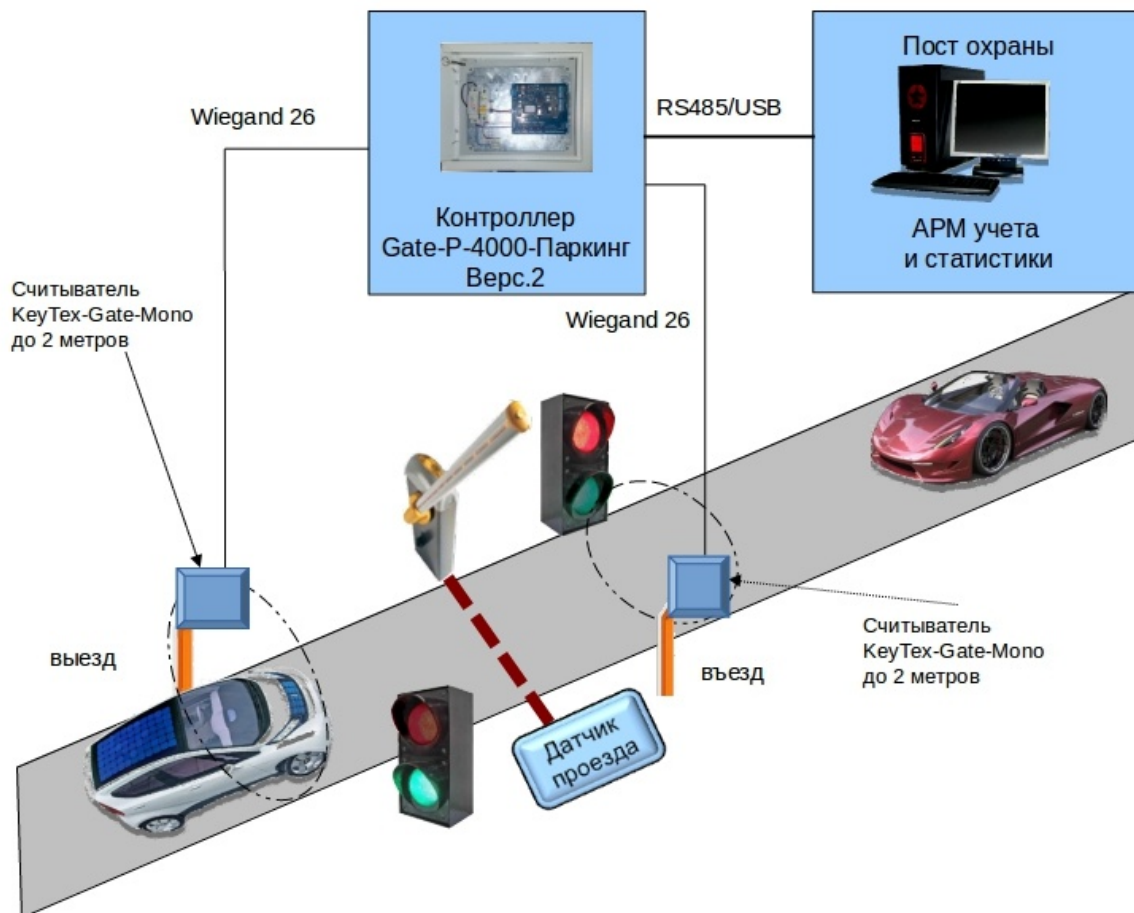 Wiegand 26
Контроллер
Gate-P-4000-Паркинг
Верс.2
RS485/USB
Пост охраны
АРМ учета
и статистики
Считыватель
KeyTex-Gate-Mono
до 2 метров
Wiegand 26
выезд
въезд
Считыватель
KeyTex-Gate-Mono
до 2 метров
Датчик
проезда